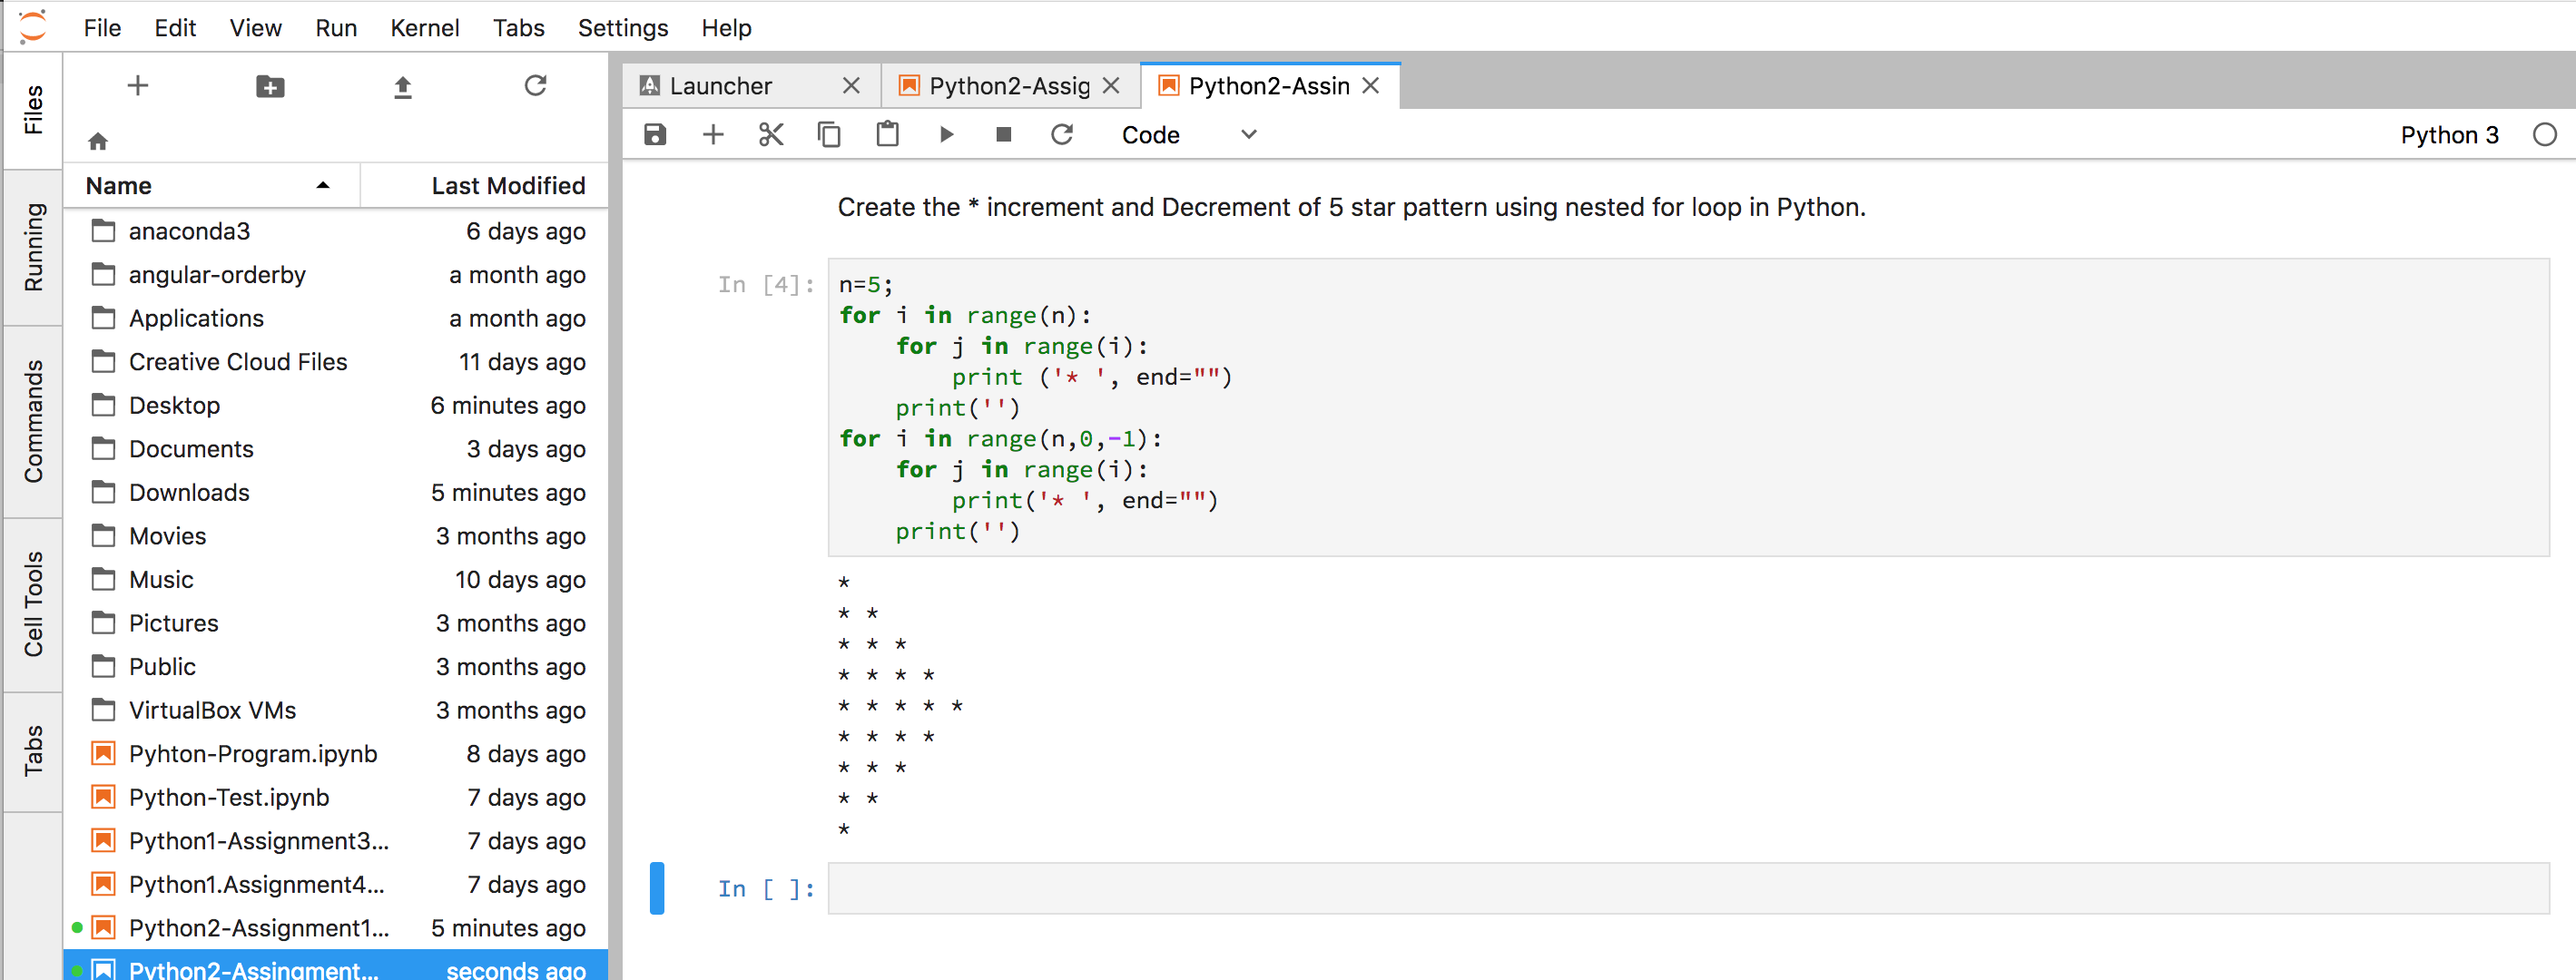 File Edit View Run Kernel Tabs Settings Help
Files
Running
Commands
Cell Tools
Tabs
Name Last Modified
anaconda3 6 days ago
angular-orderby a month ago
Applications a month ago
Creative Cloud Files 11 days ago
Desktop 6 minutes ago
Documents 3 days ago
Downloads 5 minutes ago
Movies 3 months ago
Music 10 days ago
Pictures 3 months ago
Public 3 months ago
VirtualBox VMs 3 months ago
Pyhton-Program.ipynb 8 days ago
Python-Test.ipynb 7 days ago
Python1-Assignment3... 7 days ago
Python1.Assignment4... 7 days ago
Python2-Assignment1... 5 minutes ago
Python2-Assingment... seconds ago
Launcher Python2-Assig Python2-Assin
Code Python 3
Create the * increment and Decrement of 5 star pattern using nested for loop in Python.
In [4]: n=5;
for i in range(n):
    for j in range(i):
        print ('* ', end="")
    print('')
for i in range(n,0,-1):
    for j in range(i):
        print('* ', end="")
    print('')
*
* *
* * *
* * * *
* * * * *
* * * *
* * *
* *
*
In [ ]: